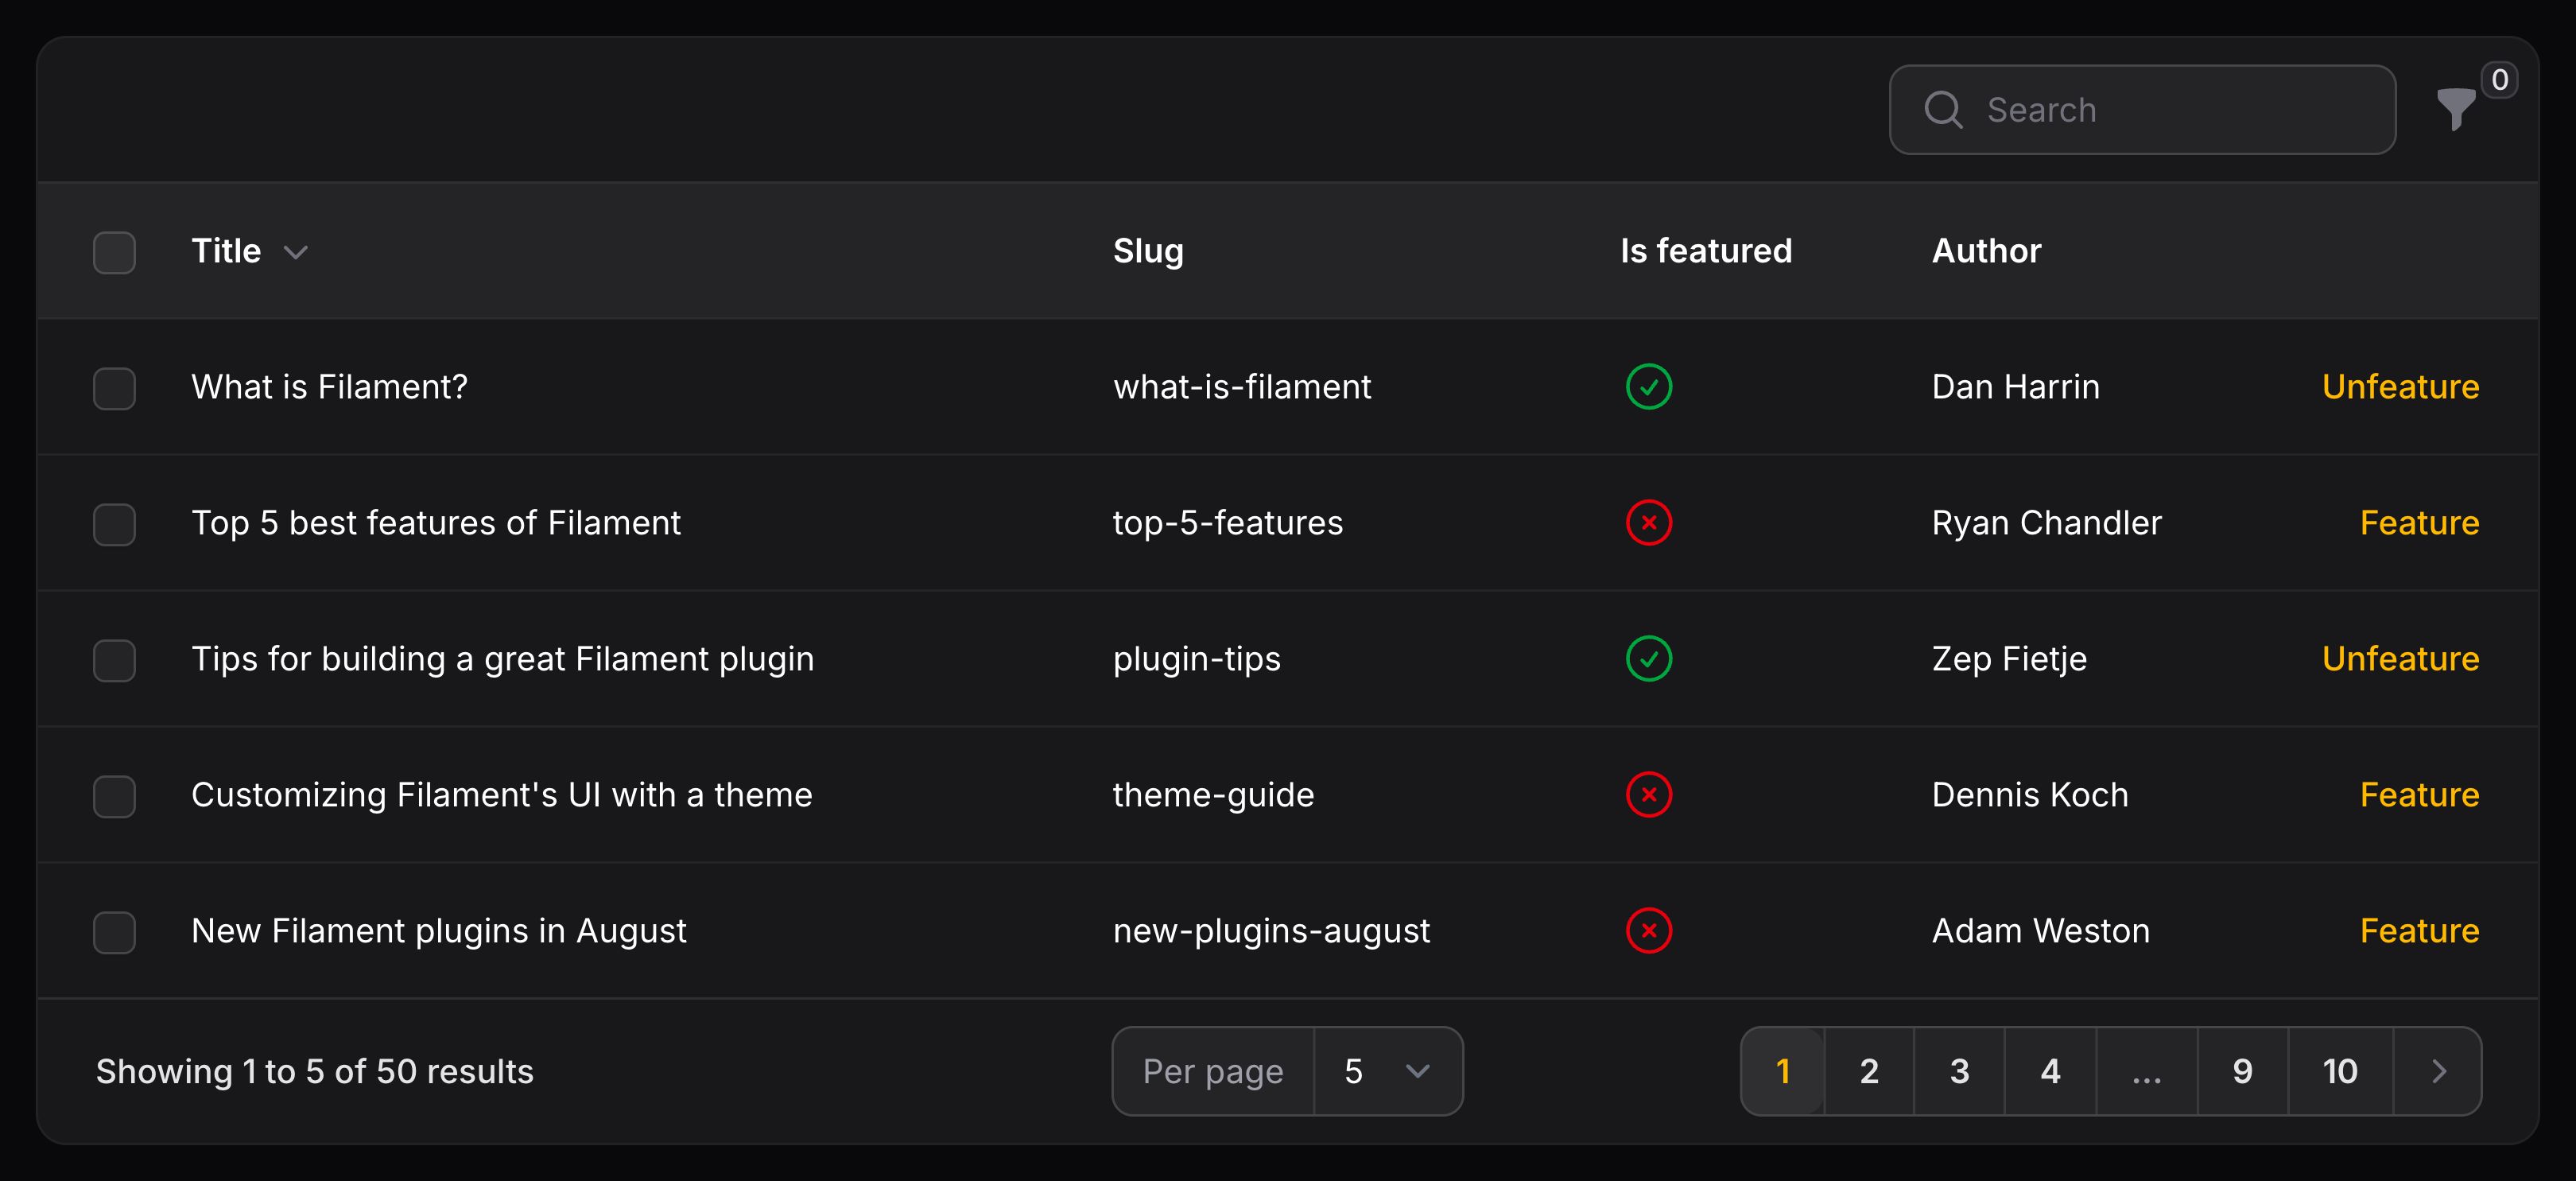 Search 0
Title Slug Is featured Author
What is Filament? what-is-filament Dan Harrin Unfeature
Top 5 best features of Filament top-5-features Ryan Chandler Feature
Tips for building a great Filament plugin plugin-tips Zep Fietje Unfeature
Customizing Filament's UI with a theme theme-guide Dennis Koch Feature
New Filament plugins in August new-plugins-august Adam Weston Feature
Showing 1 to 5 of 50 results Per page 5 1 2 3 4 ... 9 10